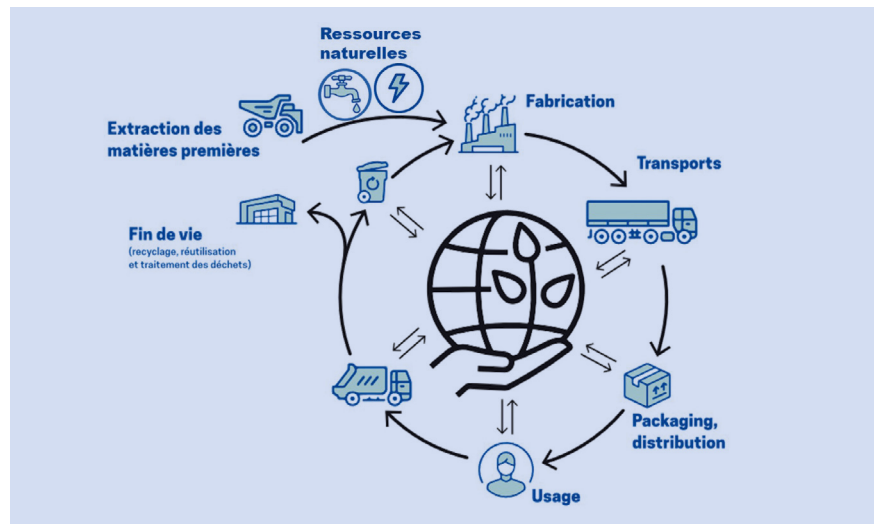 Ressources
naturelles
Fabrication
Extraction des
matières premières
Transports
Fin de vie
(recyclage, réutilisation
et traitement des déchets)
Packaging,
distribution
Usage